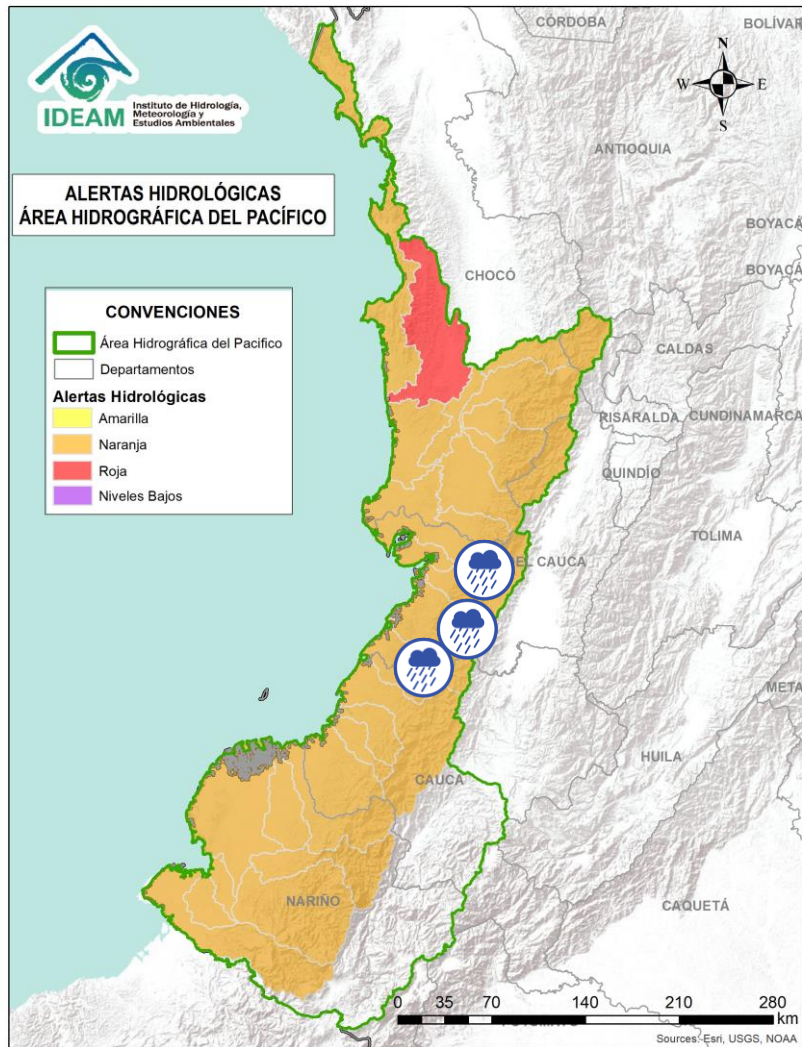 IDEAM
Instituto de Hidrología,
Meteorología y
Estudios Ambientales
ALERTAS HIDROLÓGICAS
ÁREA HIDROGRÁFICA DEL PACÍFICO
CONVENCIONES
Área Hidrográfica del Pacifico
Departamentos
Alertas Hidrológicas
Amarilla
Naranja
Roja
Niveles Bajos
CÓRDOBA
BOLÍVAR
N
W E
S
ANTIOQUIA
BOYACÁ
CHOCÓ
BOYACÁ
CALDAS
RISARALDA
CUNDINAMARCA
QUINDÍO
TOLIMA
EL CAUCA
META
HUILA
CAUCA
CAQUETÁ
NARIÑO
0 35 70 140 210 280
km
Sources: Esri, USGS, NOAA